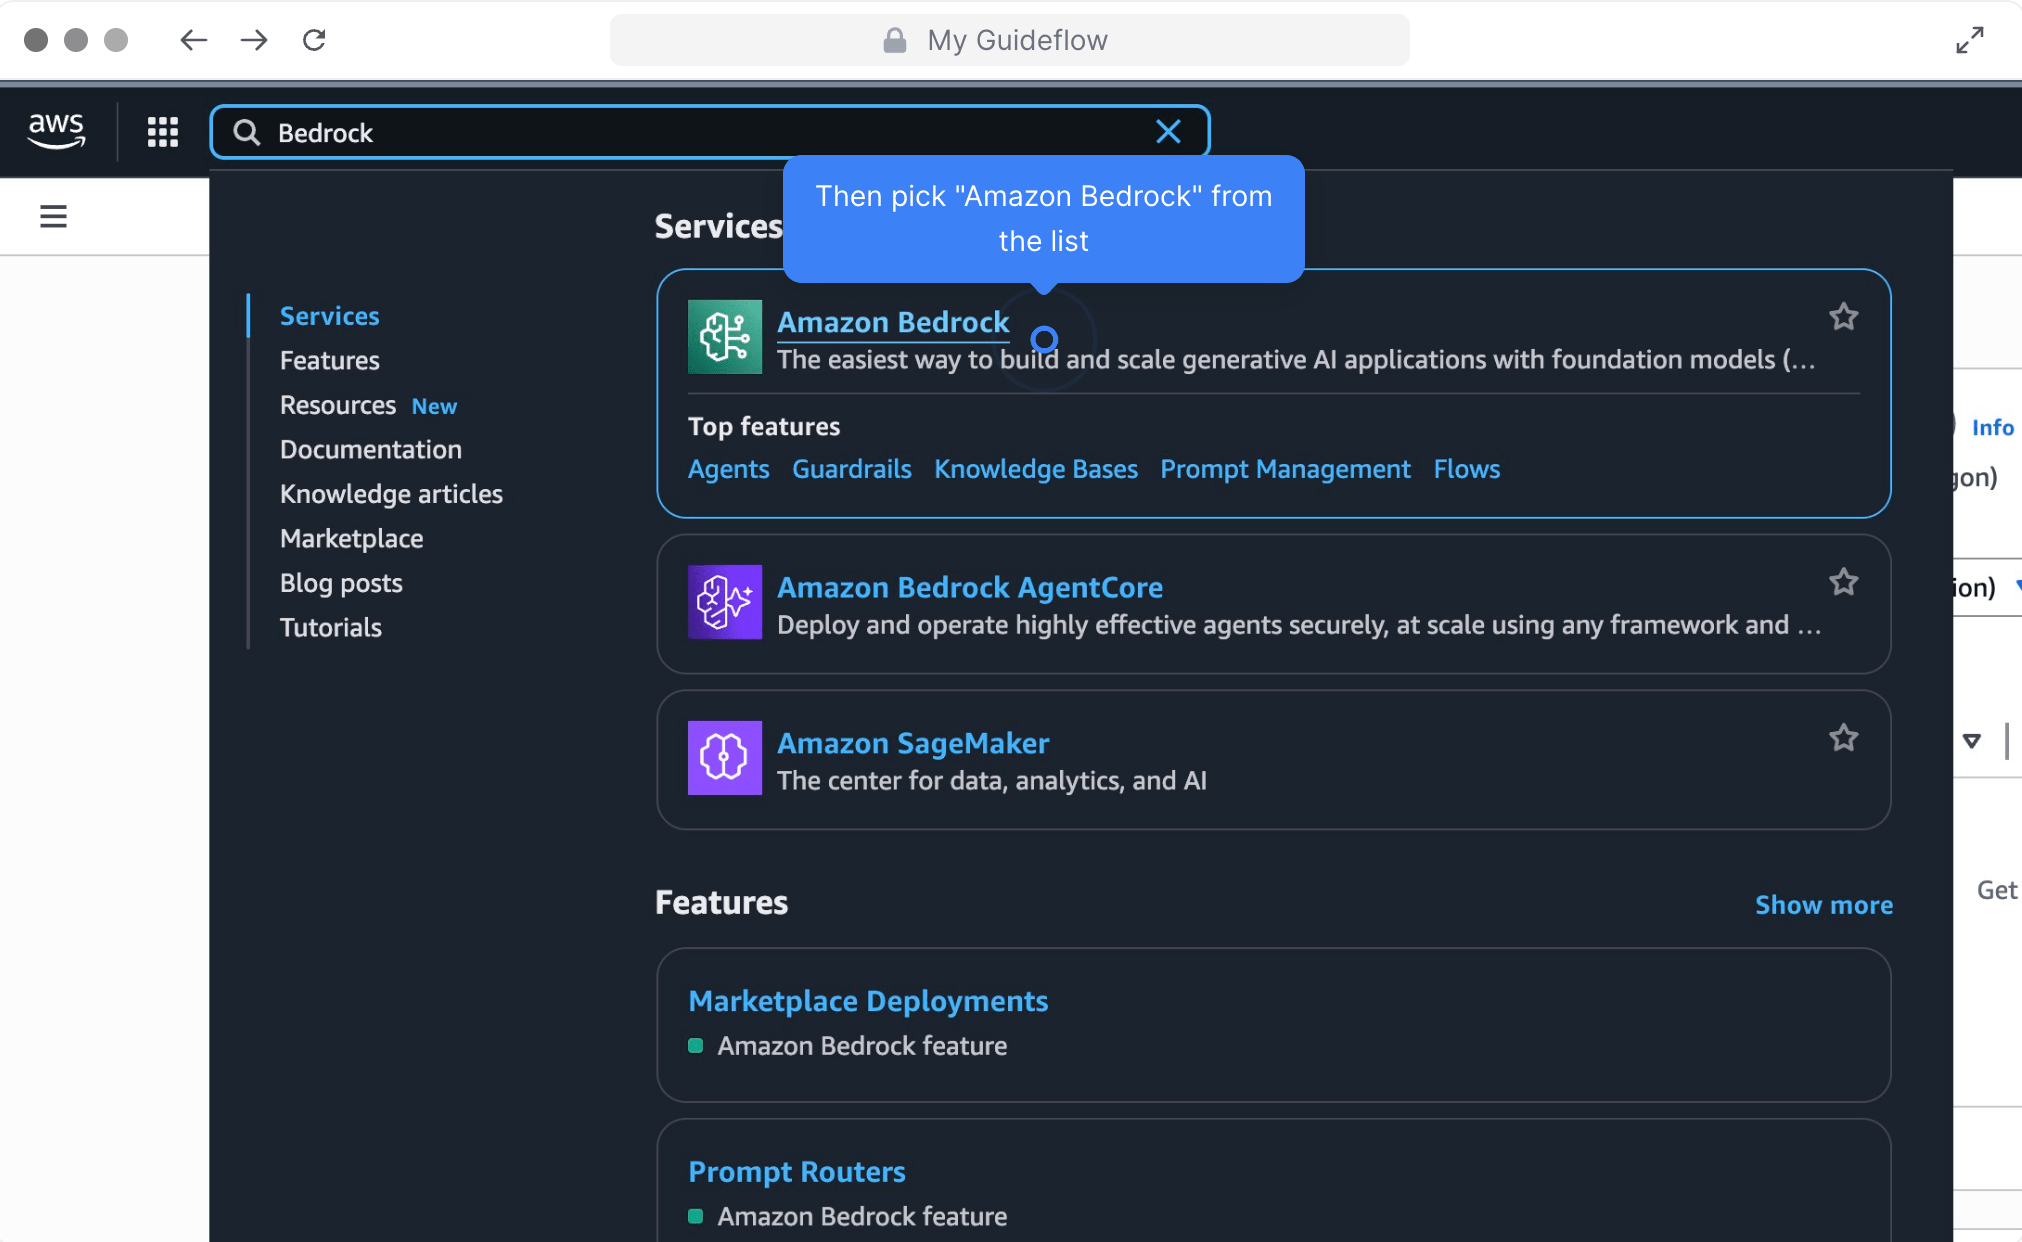 My Guideflow
aws
Bedrock
Then pick "Amazon Bedrock" from
the list
Services
Features
Resources New
Documentation
Knowledge articles
Marketplace
Blog posts
Tutorials
Services
Amazon Bedrock
The easiest way to build and scale generative AI applications with foundation models (…
Top features
Agents Guardrails Knowledge Bases Prompt Management Flows
Amazon Bedrock AgentCore
Deploy and operate highly effective agents securely, at scale using any framework and …
Amazon SageMaker
The center for data, analytics, and AI
Features
Show more
Marketplace Deployments
Amazon Bedrock feature
Prompt Routers
Amazon Bedrock feature
Info
Get